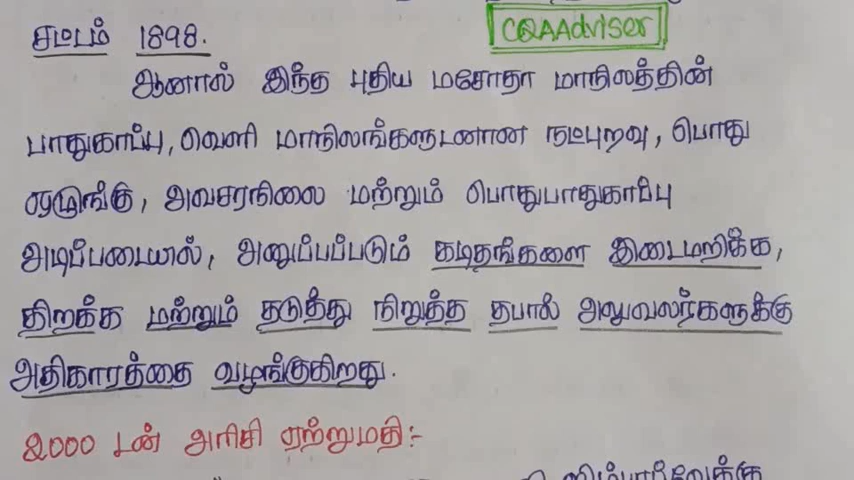 சட்டம் 1898.
CQAAdviser
ஆனால் இந்த புதிய மசோதா மாநிலத்தின்
பாதுகாப்பு, வெளி மாநிலங்களுடனான நட்புறவு, பொது
ஒழுங்கு, அவசரநிலை மற்றும் பொதுபாதுகாப்பு
அடிப்படையில், அனுப்பப்படும் கடிதங்களை இடைமறிக்க,
திறக்க மற்றும் தடுத்து நிறுத்த தபால் அலுவலர்களுக்கு
அதிகாரத்தை வழங்குகிறது.
2000 டன் அரிசி ஏற்றுமதி:-